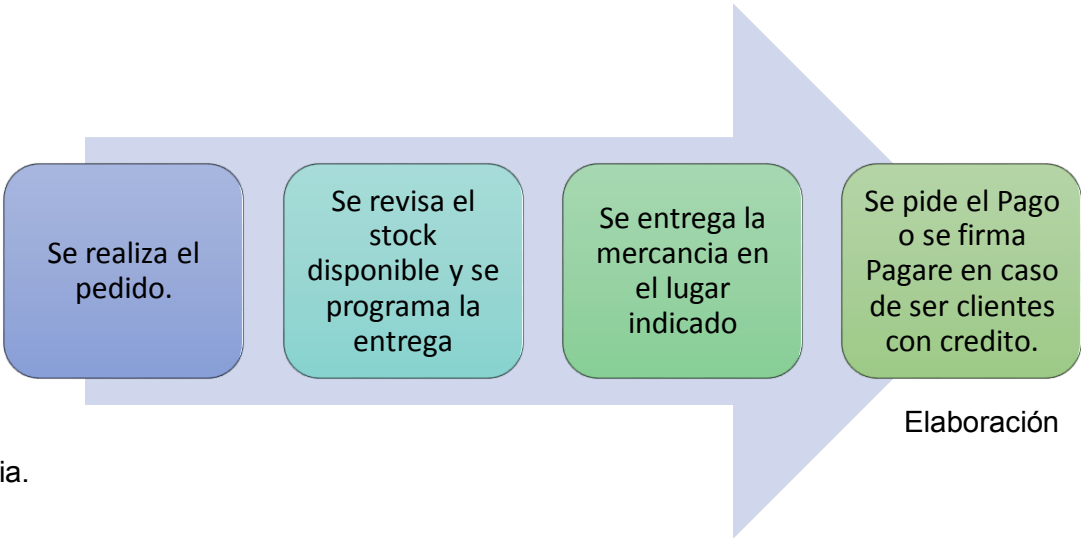 Se realiza el
pedido.
Se revisa el
stock
disponible y se
programa la
entrega
Se entrega la
mercancia en
el lugar
indicado
Se pide el Pago
o se firma
Pagare en caso
de ser clientes
con credito.
Elaboración
ia.